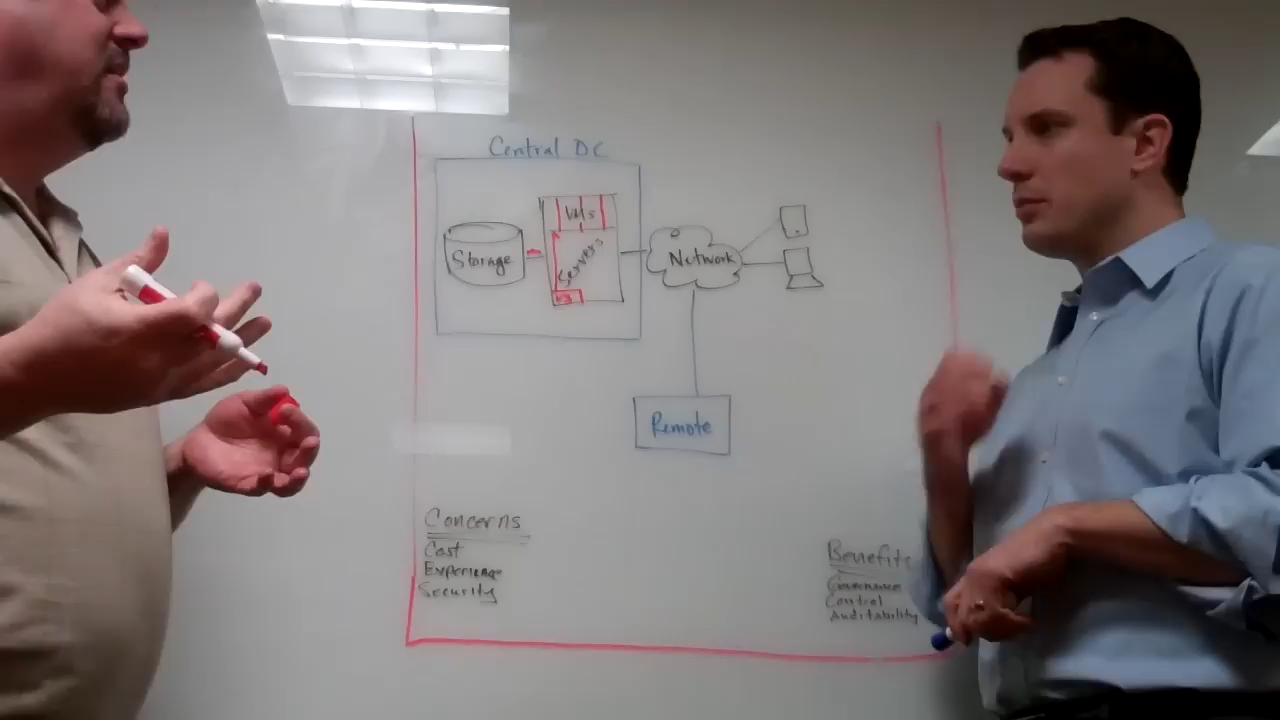 Central DC
VMs
Storage
Servers
Network
Remote
Concerns
Cost
Experience
Security
Benefits
Governance
Control
Auditability